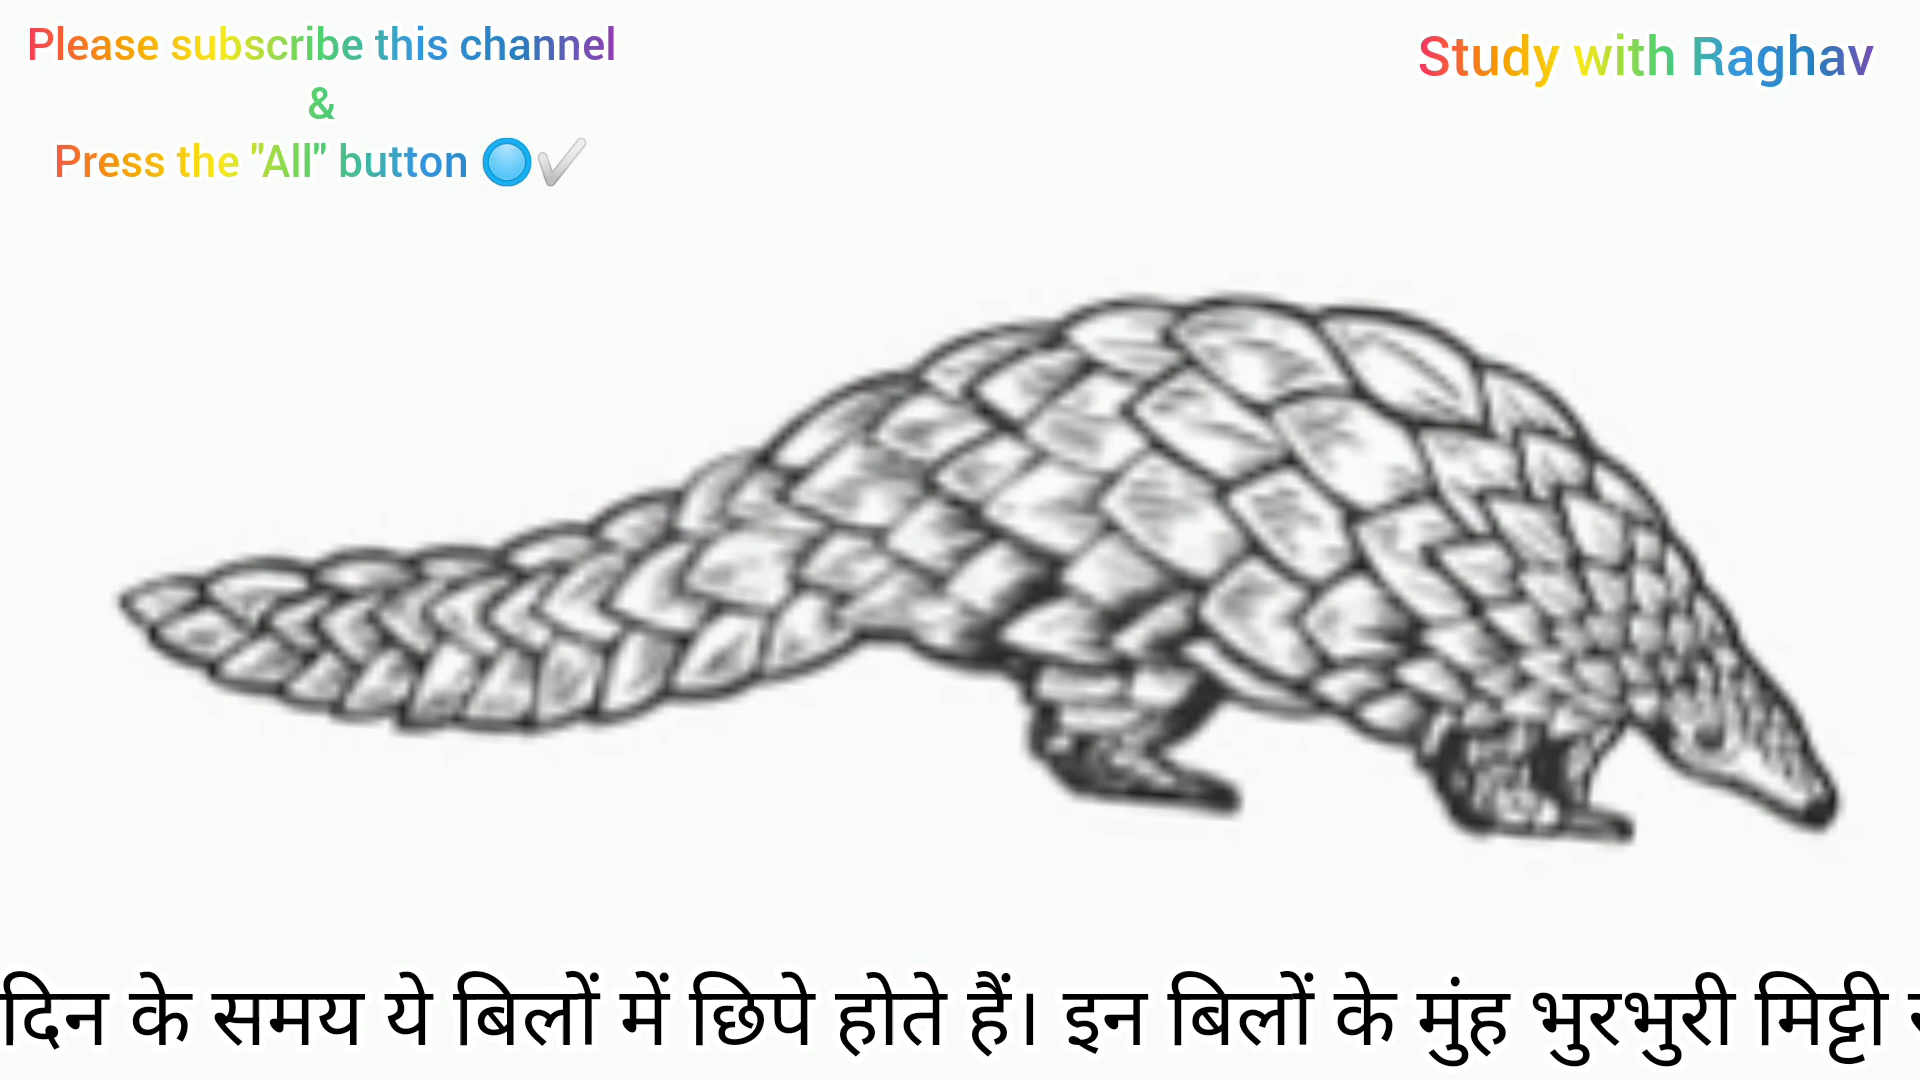 Please subscribe this channel
&
Press the "All" button
Study with Raghav
दिन के समय ये बिलों में छिपे होते हैं। इन बिलों के मुंह भुरभुरी मिट्टी